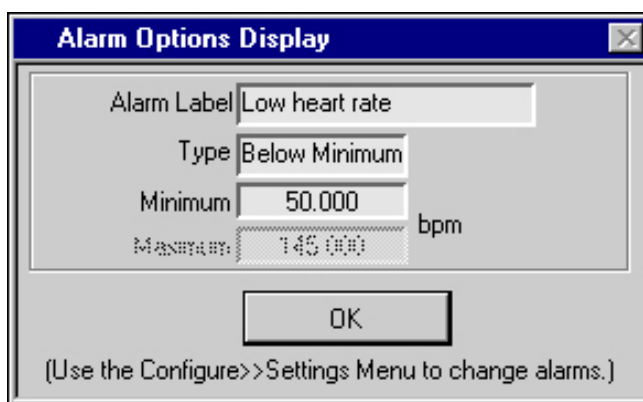 Alarm Options Display
Alarm Label Low heart rate
Type Below Minimum
Minimum 50.000
bpm
Maximum 145.000
OK
(Use the Configure>>Settings Menu to change alarms.)